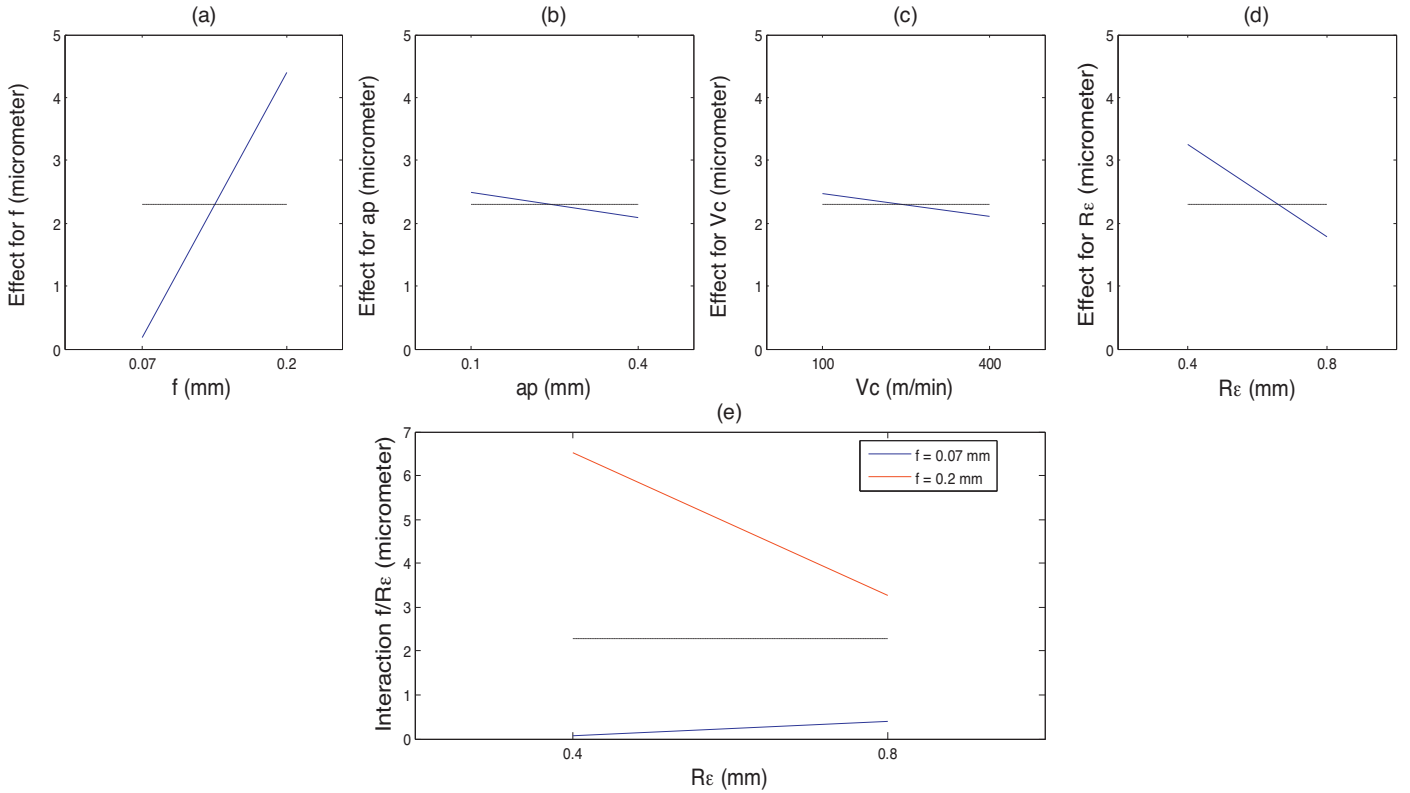 (a)
Effect for f (micrometer)
5
4
3
2
1
0
0.07
0.2
f (mm)
(b)
Effect for ap (micrometer)
5
4
3
2
1
0
0.1
0.4
ap (mm)
(c)
Effect for Vc (micrometer)
5
4
3
2
1
0
100
400
Vc (m/min)
(d)
Effect for Rε (micrometer)
5
4
3
2
1
0
0.4
0.8
Rε (mm)
(e)
Interaction f/Rε (micrometer)
7
6
5
4
3
2
1
0
f = 0.07 mm
f = 0.2 mm
0.4
0.8
Rε (mm)